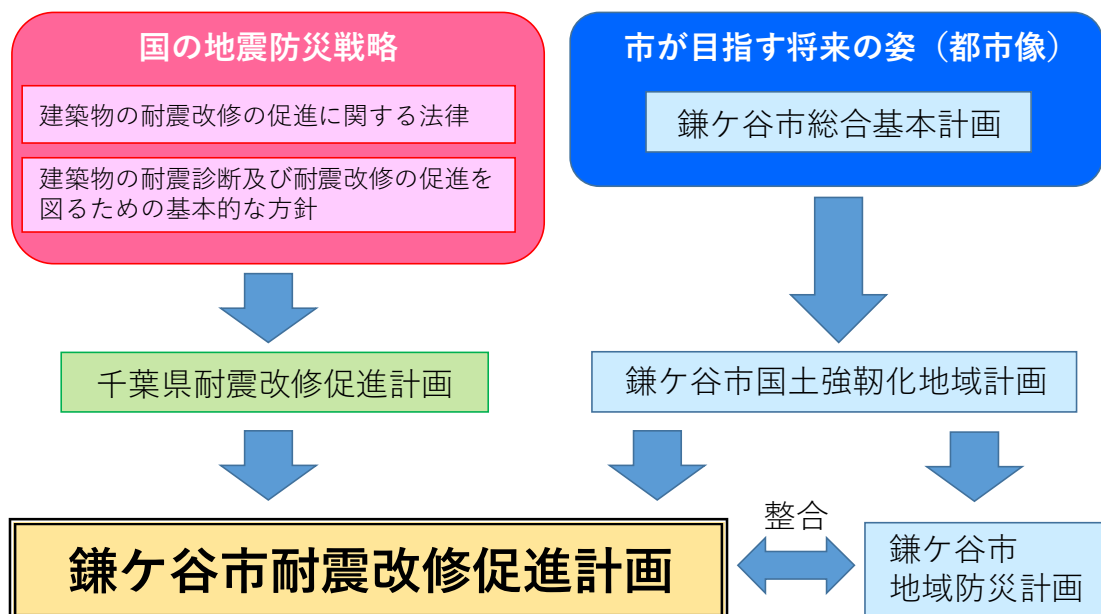 国の地震防災戦略
建築物の耐震改修の促進に関する法律
建築物の耐震診断及び耐震改修の促進を
図るための基本的な方針
市が目指す将来の姿（都市像）
鎌ケ谷市総合基本計画
千葉県耐震改修促進計画
鎌ケ谷市国土強靭化地域計画
鎌ケ谷市耐震改修促進計画
整合
鎌ケ谷市
地域防災計画